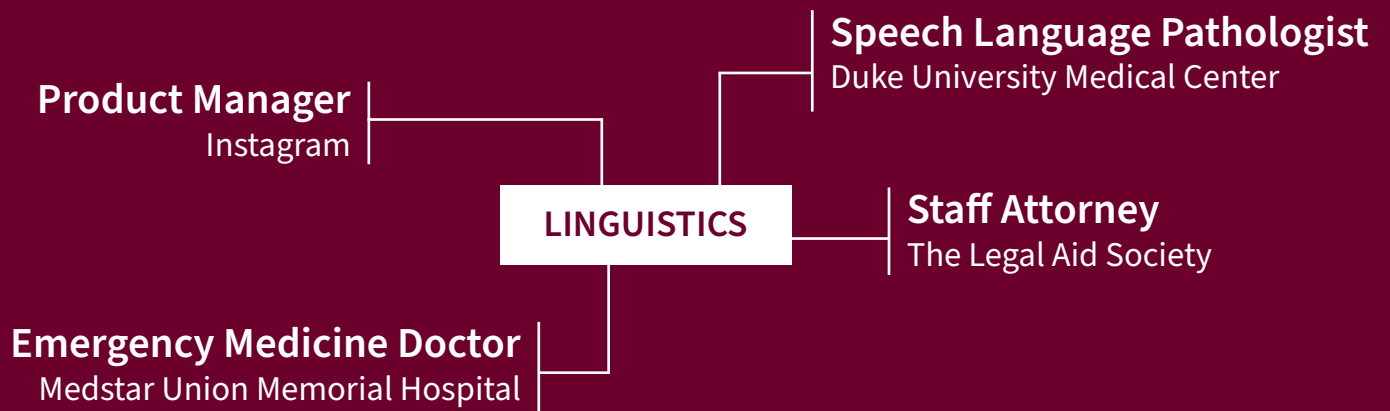 Speech Language Pathologist
Duke University Medical Center
Product Manager
Instagram
LINGUISTICS
Staff Attorney
The Legal Aid Society
Emergency Medicine Doctor
Medstar Union Memorial Hospital